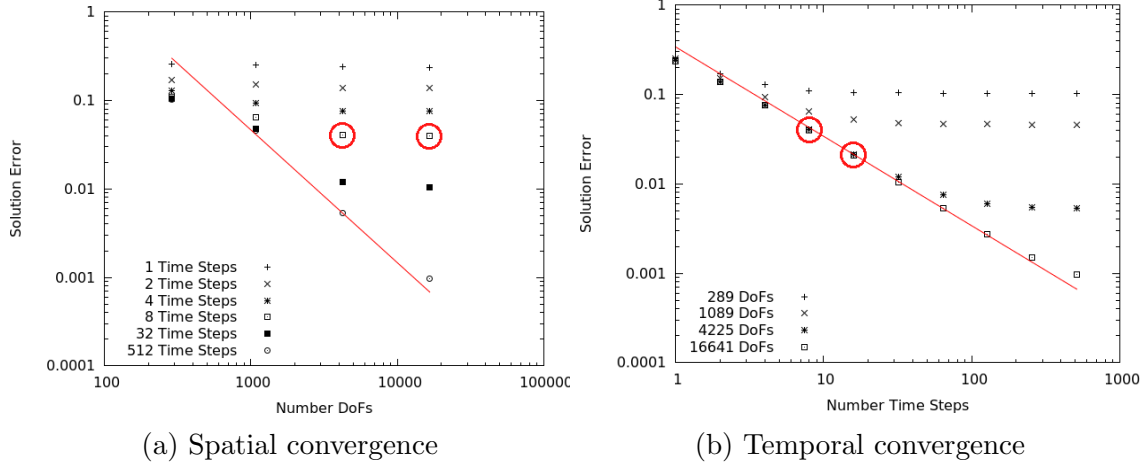 1
0.1
0.01
0.001
0.0001
100
1000
10000
100000
Solution Error
Number DoFs
1 Time Steps
2 Time Steps
4 Time Steps
8 Time Steps
32 Time Steps
512 Time Steps
(a) Spatial convergence
1
0.1
0.01
0.001
0.0001
1
10
100
1000
Solution Error
Number Time Steps
289 DoFs
1089 DoFs
4225 DoFs
16641 DoFs
(b) Temporal convergence